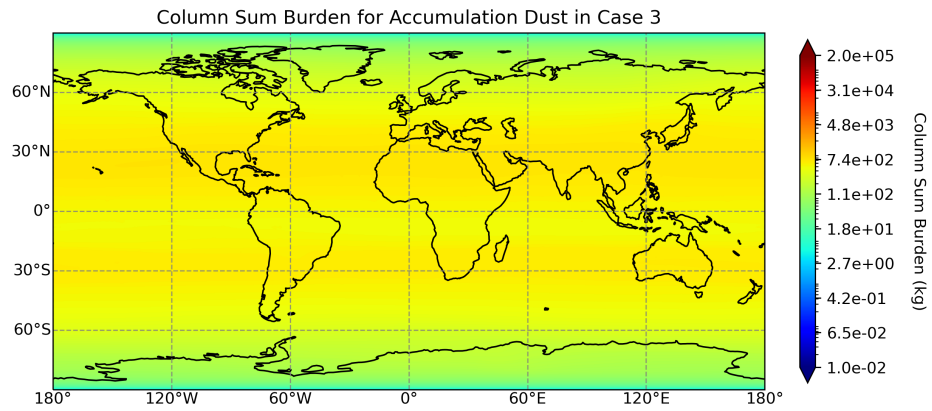 Column Sum Burden for Accumulation Dust in Case 3
60°N
30°N
0°
30°S
60°S
180°
120°W
60°W
0°
60°E
120°E
180°
2.0e+05
3.1e+04
4.8e+03
7.4e+02
1.1e+02
1.8e+01
2.7e+00
4.2e-01
6.5e-02
1.0e-02
Column Sum Burden (kg)